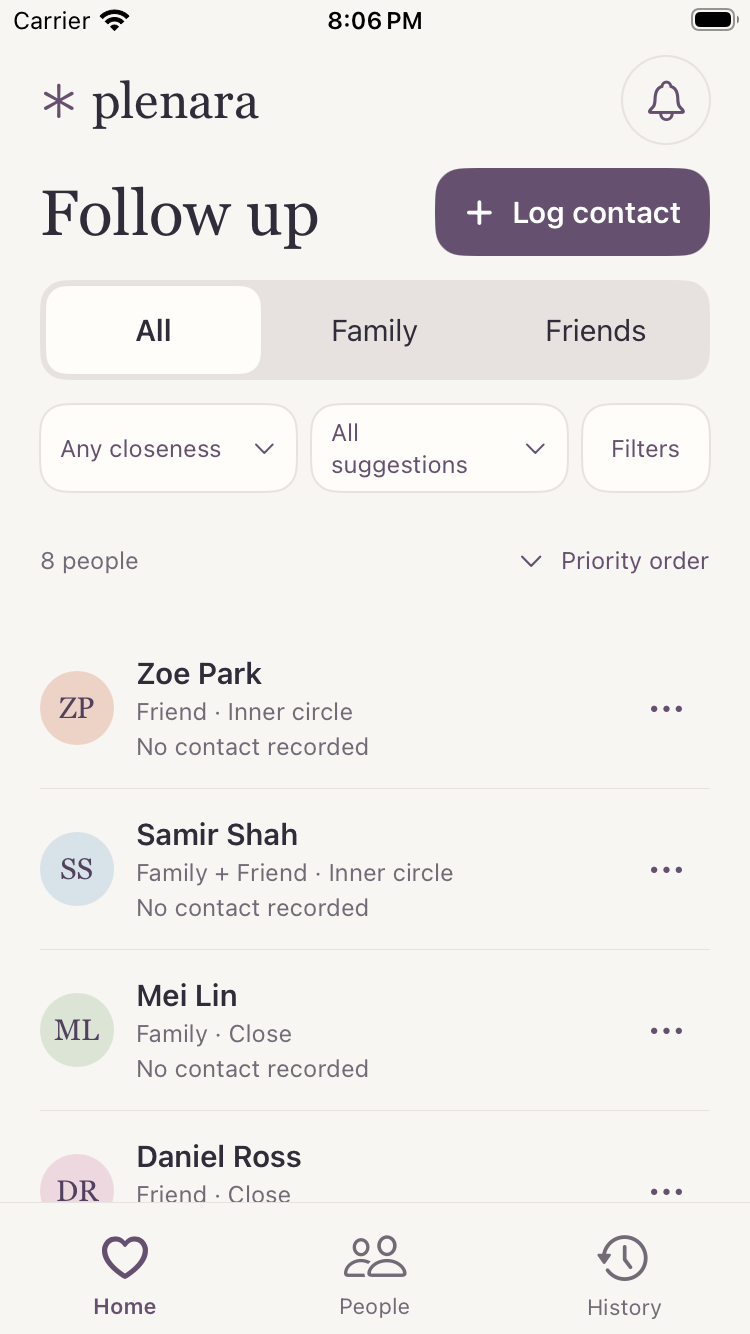 Carrier 8:06 PM
plenara
Follow up
+ Log contact
All Family Friends
Any closeness
All
suggestions
Filters
8 people
Priority order
ZP
Zoe Park
Friend · Inner circle
No contact recorded
SS
Samir Shah
Family + Friend · Inner circle
No contact recorded
ML
Mei Lin
Family · Close
No contact recorded
DR
Daniel Ross
Friend · Close
Home People History